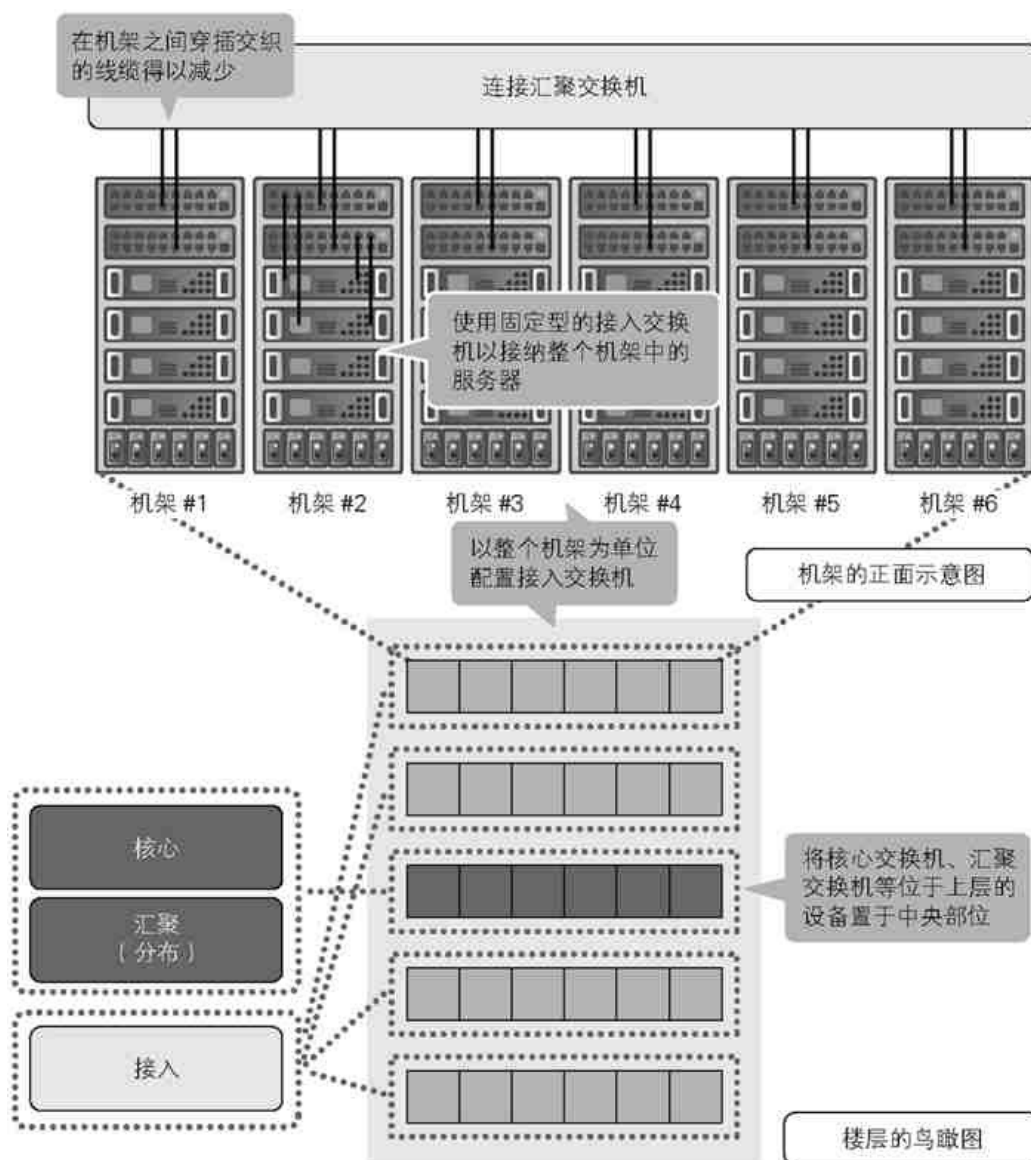 在机架之间穿插交织
的线缆得以减少
连接汇聚交换机
使用固定型的接入交换
机以接纳整个机架中的
服务器
机架 #1
机架 #2
机架 #3
机架 #4
机架 #5
机架 #6
以整个机架为单位
配置接入交换机
机架的正面示意图
核心
汇聚
（分布）
接入
将核心交换机、汇聚
交换机等位于上层的
设备置于中央部位
楼层的鸟瞰图